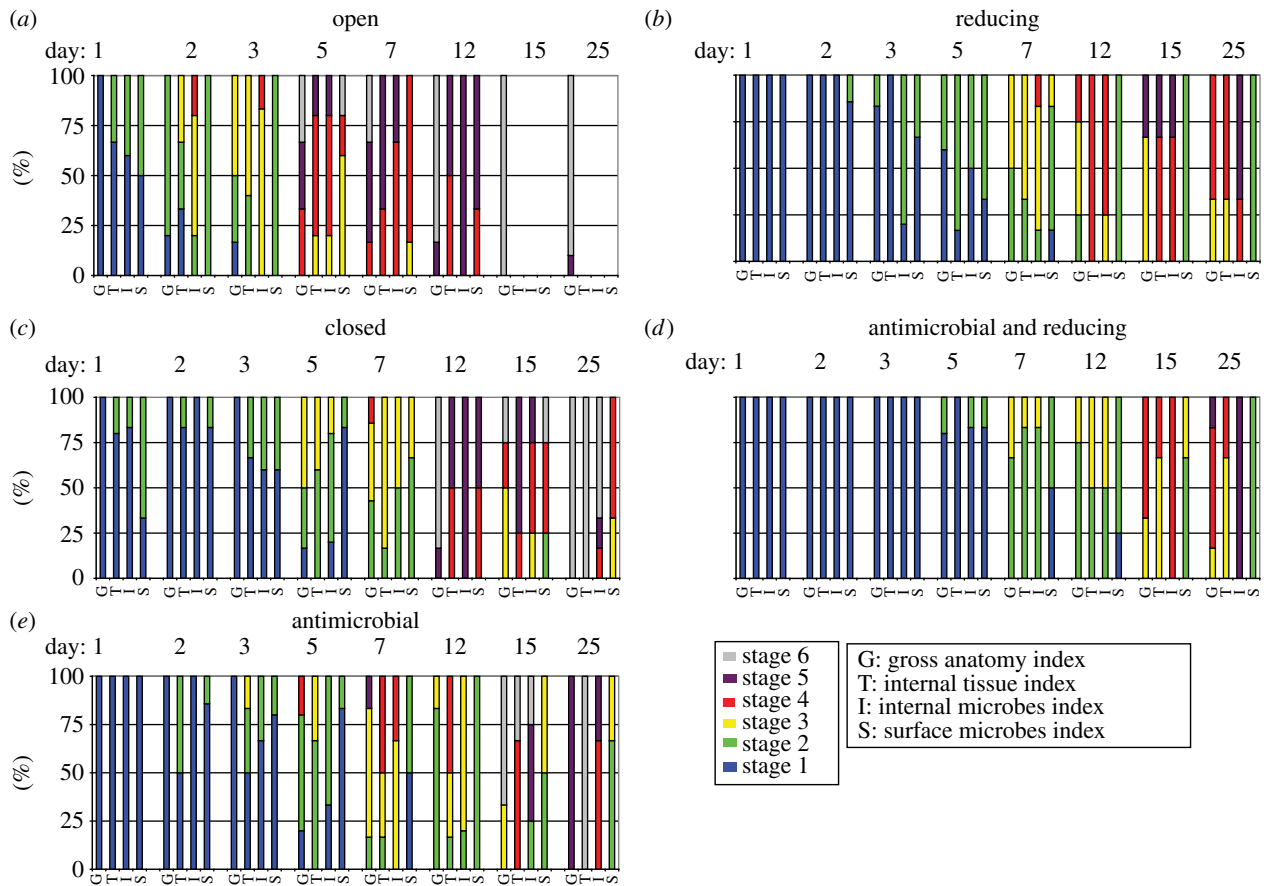 (a) open
day: 1 2 3 5 7 12 15 25
100
75
50
25
0
(%)
G T I S G T I S G T I S G T I S G T I S G T I S G T I S G T I S
(b) reducing
day: 1 2 3 5 7 12 15 25
G T I S G T I S G T I S G T I S G T I S G T I S G T I S G T I S
(c) closed
day: 1 2 3 5 7 12 15 25
100
75
50
25
0
(%)
G T I S G T I S G T I S G T I S G T I S G T I S G T I S G T I S
(d) antimicrobial and reducing
day: 1 2 3 5 7 12 15 25
G T I S G T I S G T I S G T I S G T I S G T I S G T I S G T I S
(e) antimicrobial
day: 1 2 3 5 7 12 15 25
100
75
50
25
0
(%)
G T I S G T I S G T I S G T I S G T I S G T I S G T I S G T I S
stage 6
stage 5
stage 4
stage 3
stage 2
stage 1
G: gross anatomy index
T: internal tissue index
I: internal microbes index
S: surface microbes index